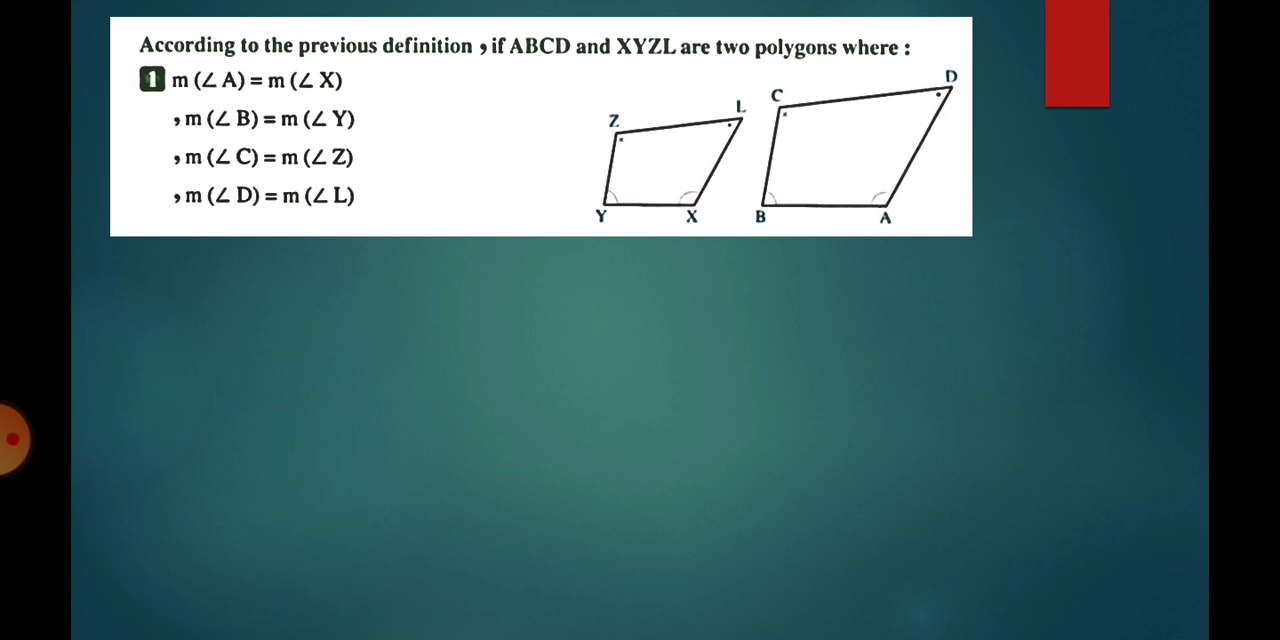 According to the previous definition , if ABCD and XYZL are two polygons where :
1 m (∠ A) = m (∠ X)
, m (∠ B) = m (∠ Y)
, m (∠ C) = m (∠ Z)
, m (∠ D) = m (∠ L)
Z L C D
Y X B A